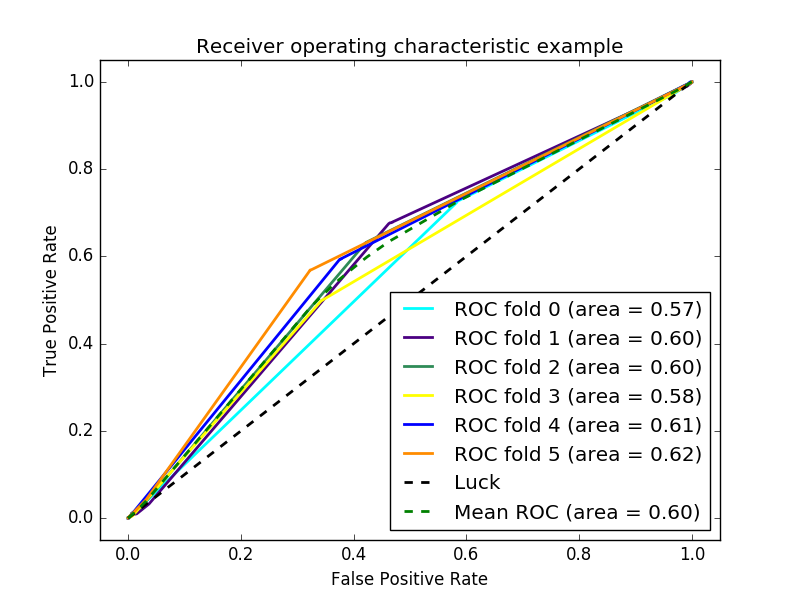 Receiver operating characteristic example
1.0
0.8
0.6
0.4
0.2
0.0
True Positive Rate
ROC fold 0 (area = 0.57)
ROC fold 1 (area = 0.60)
ROC fold 2 (area = 0.60)
ROC fold 3 (area = 0.58)
ROC fold 4 (area = 0.61)
ROC fold 5 (area = 0.62)
Luck
Mean ROC (area = 0.60)
0.0 0.2 0.4 0.6 0.8 1.0
False Positive Rate